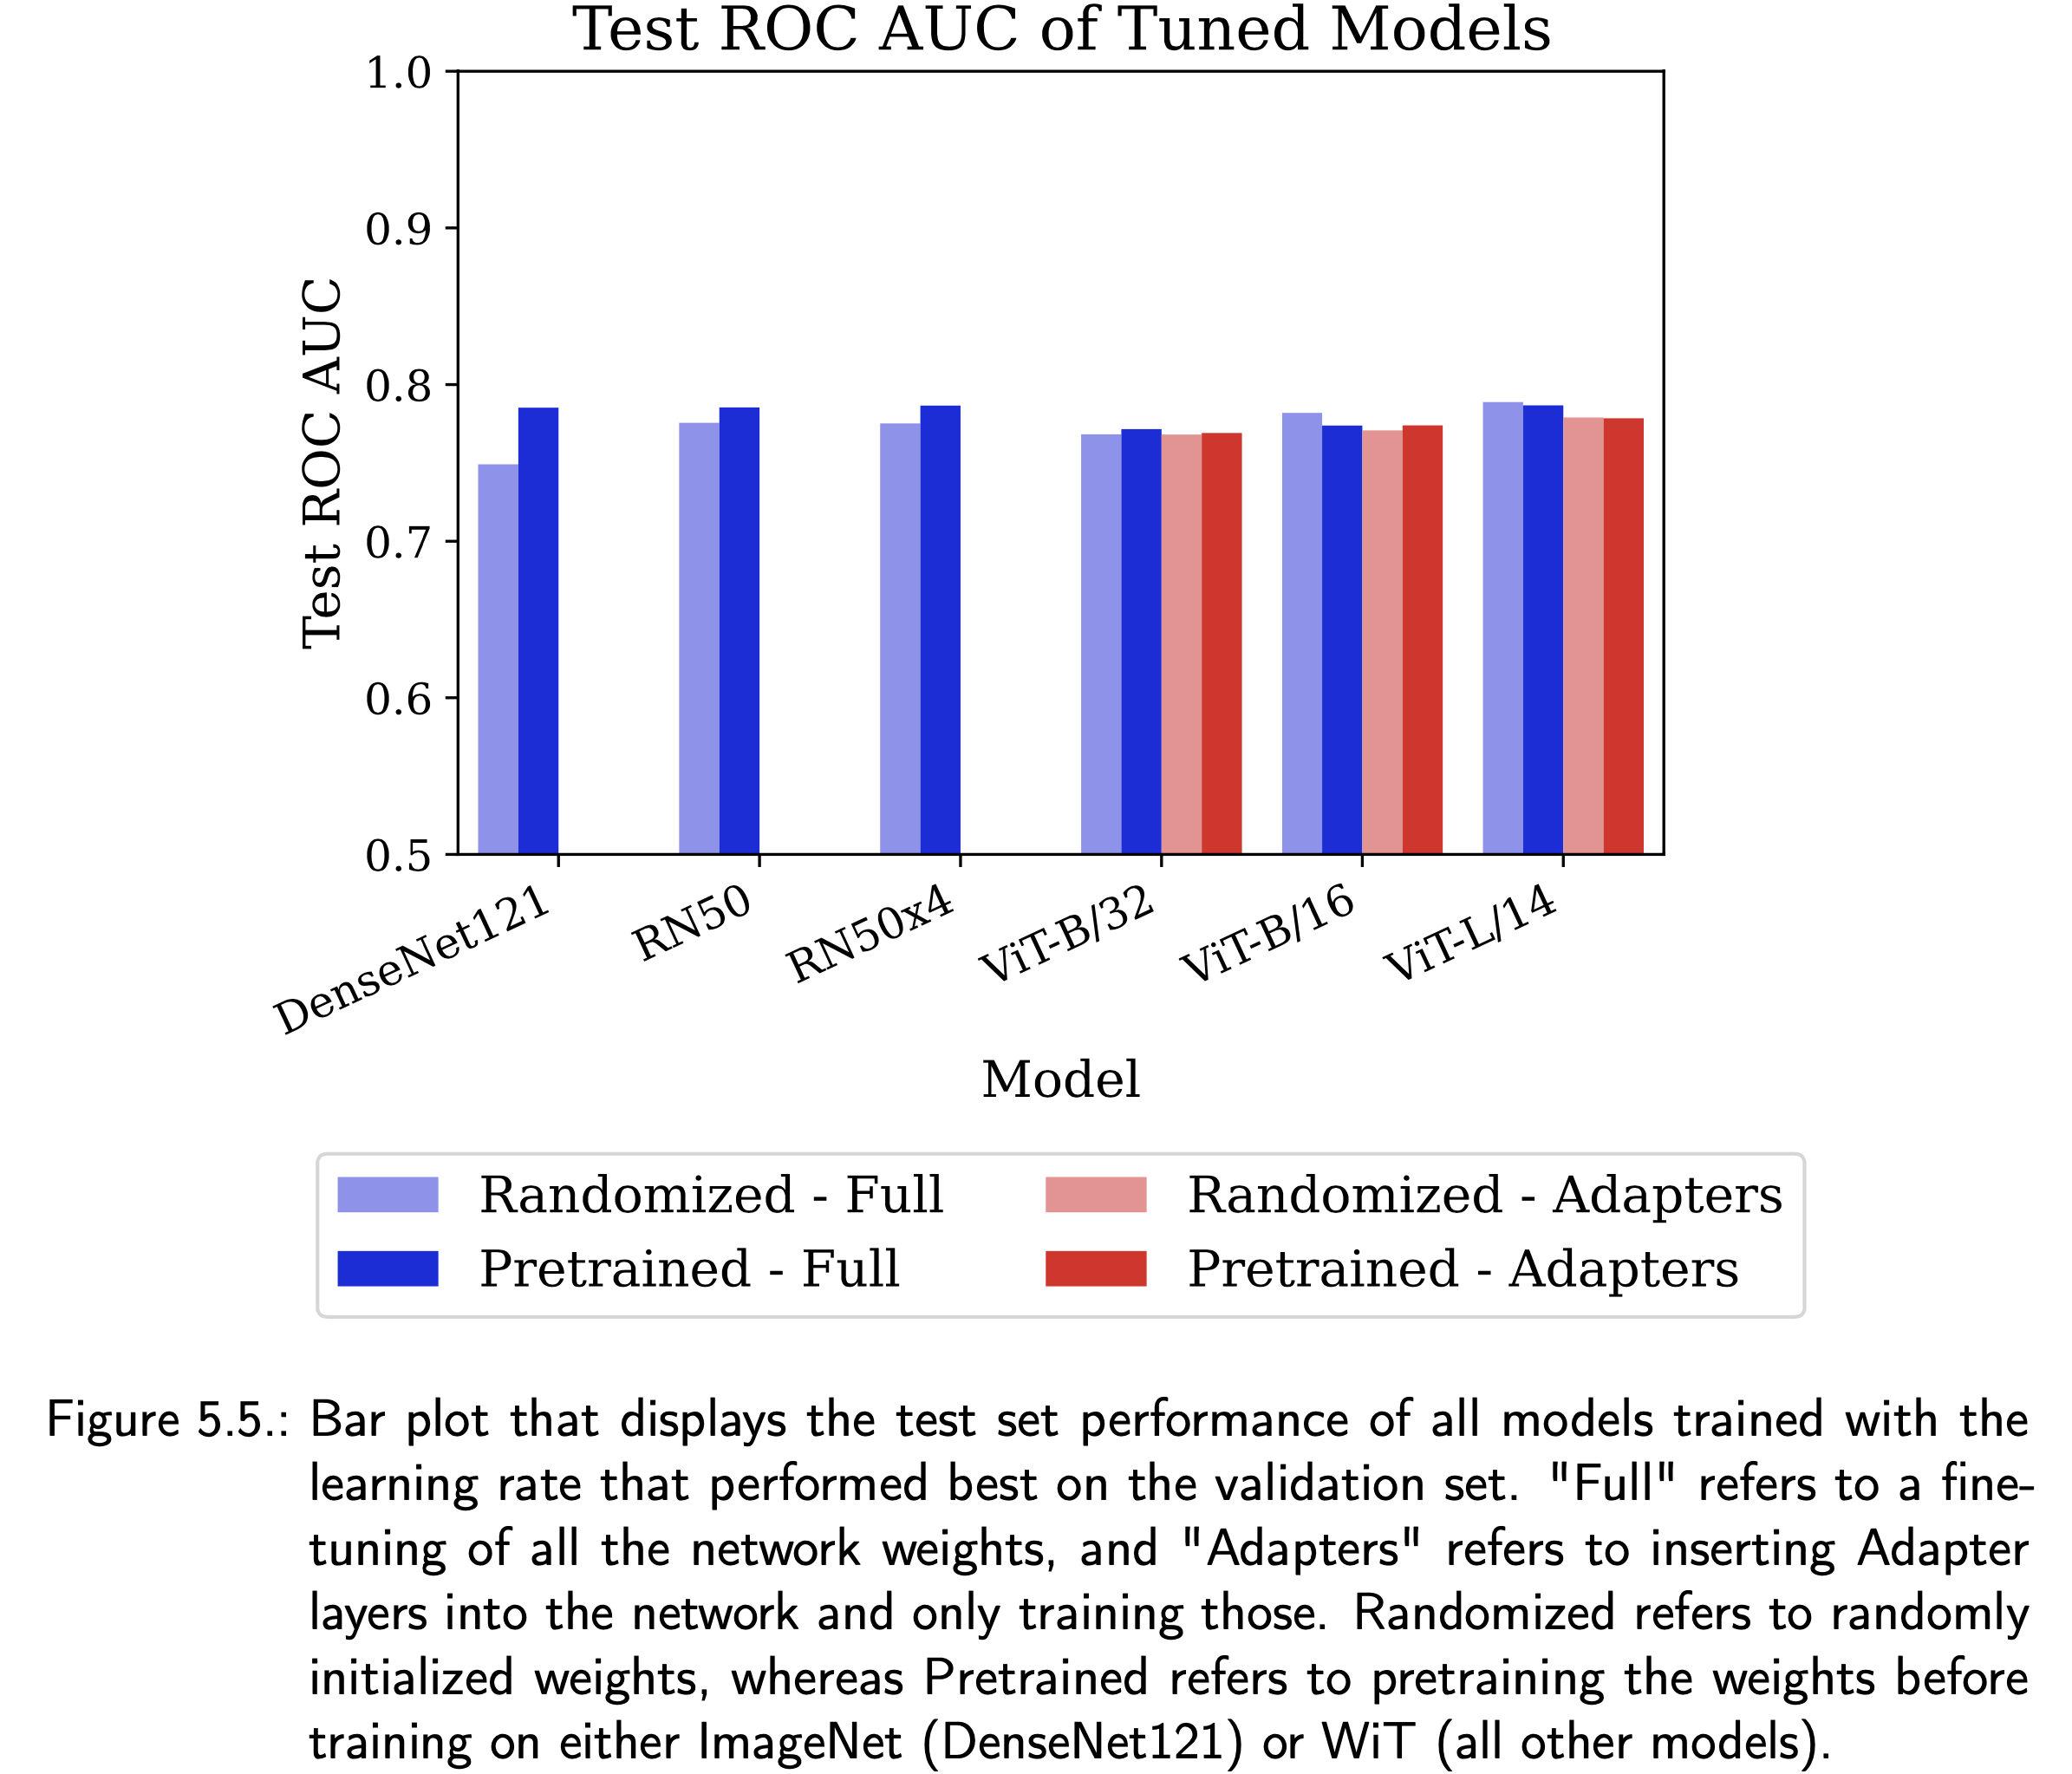 Test ROC AUC of Tuned Models
1.0
0.9
0.8
0.7
0.6
0.5
Test ROC AUC
DenseNet121
RN50
RN50x4
ViT-B/32
ViT-B/16
ViT-L/14
Model
Randomized - Full
Pretrained - Full
Randomized - Adapters
Pretrained - Adapters
Figure 5.5.: Bar plot that displays the test set performance of all models trained with the
learning rate that performed best on the validation set. "Full" refers to a fine-
tuning of all the network weights, and "Adapters" refers to inserting Adapter
layers into the network and only training those. Randomized refers to randomly
initialized weights, whereas Pretrained refers to pretraining the weights before
training on either ImageNet (DenseNet121) or WiT (all other models).